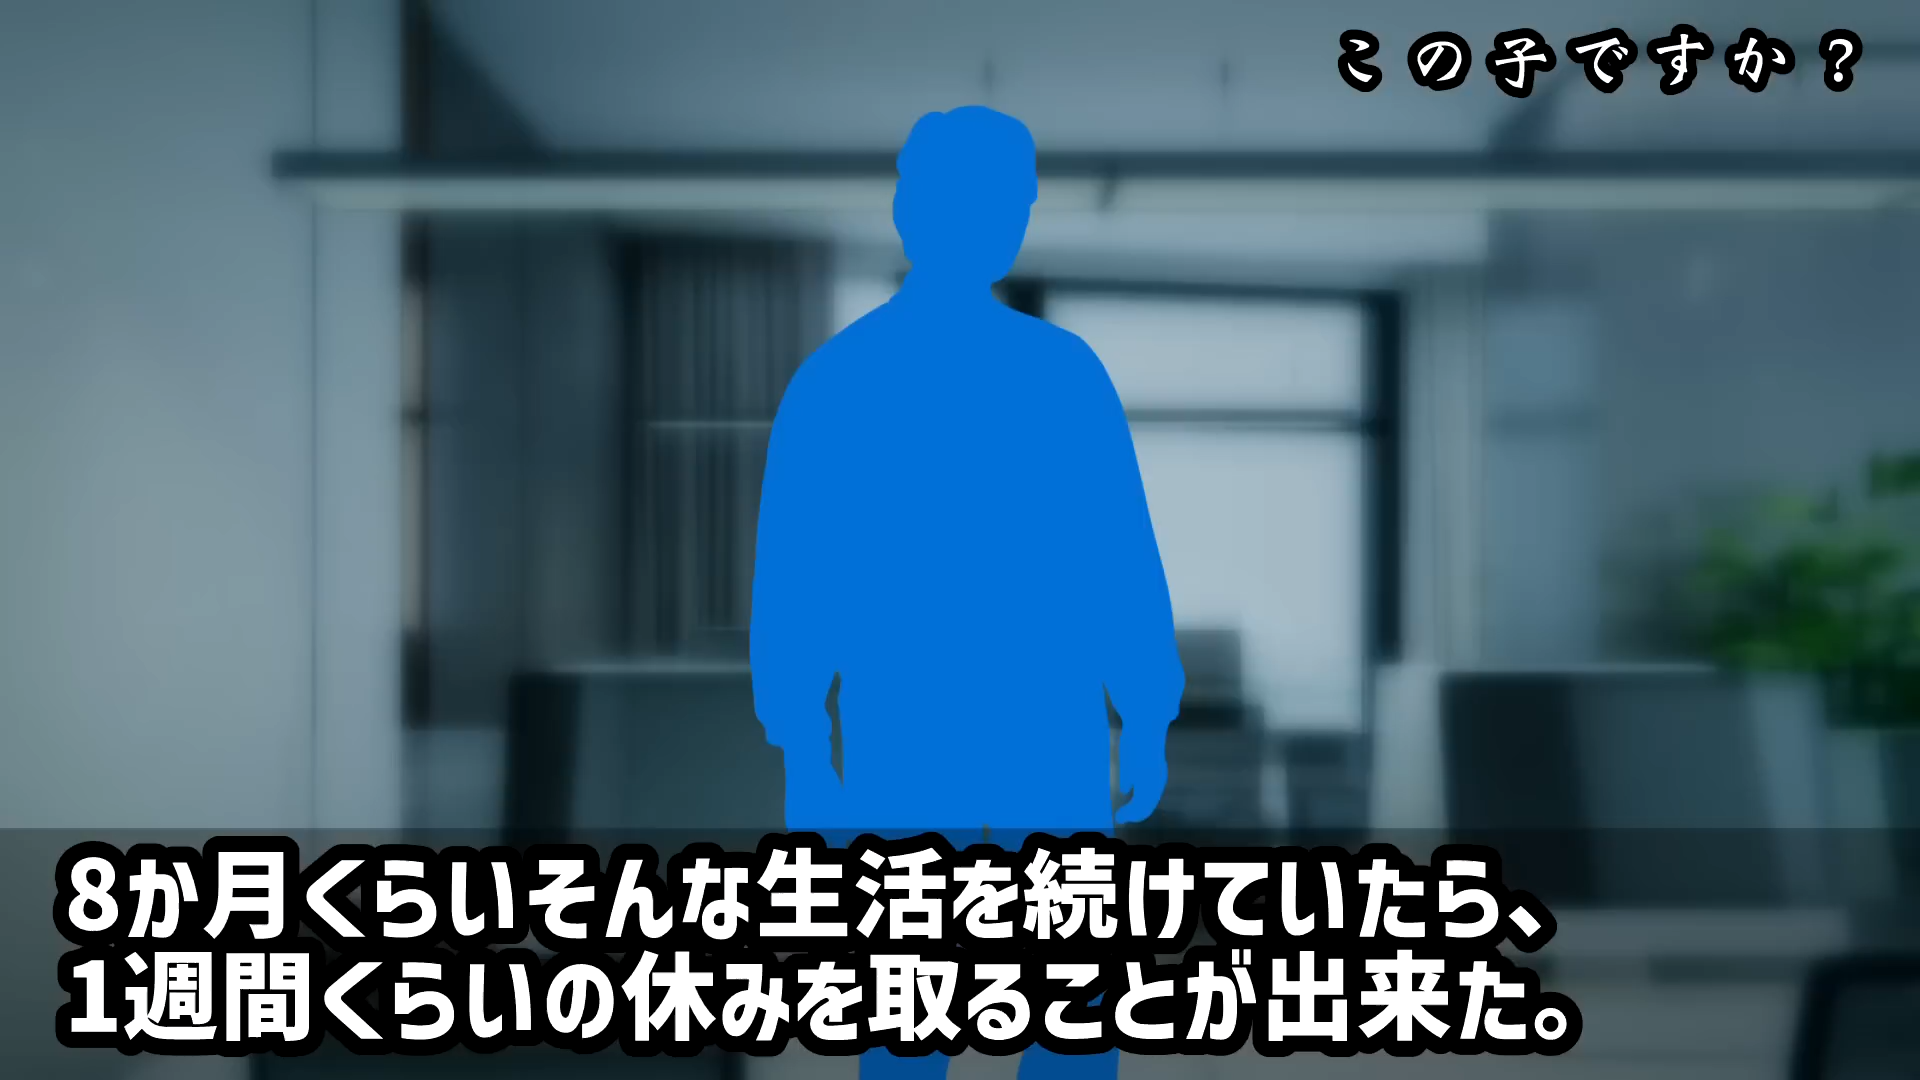 この子ですか？
8か月くらいそんな生活を続けていたら、
1週間くらいの休みを取ることが出来た。